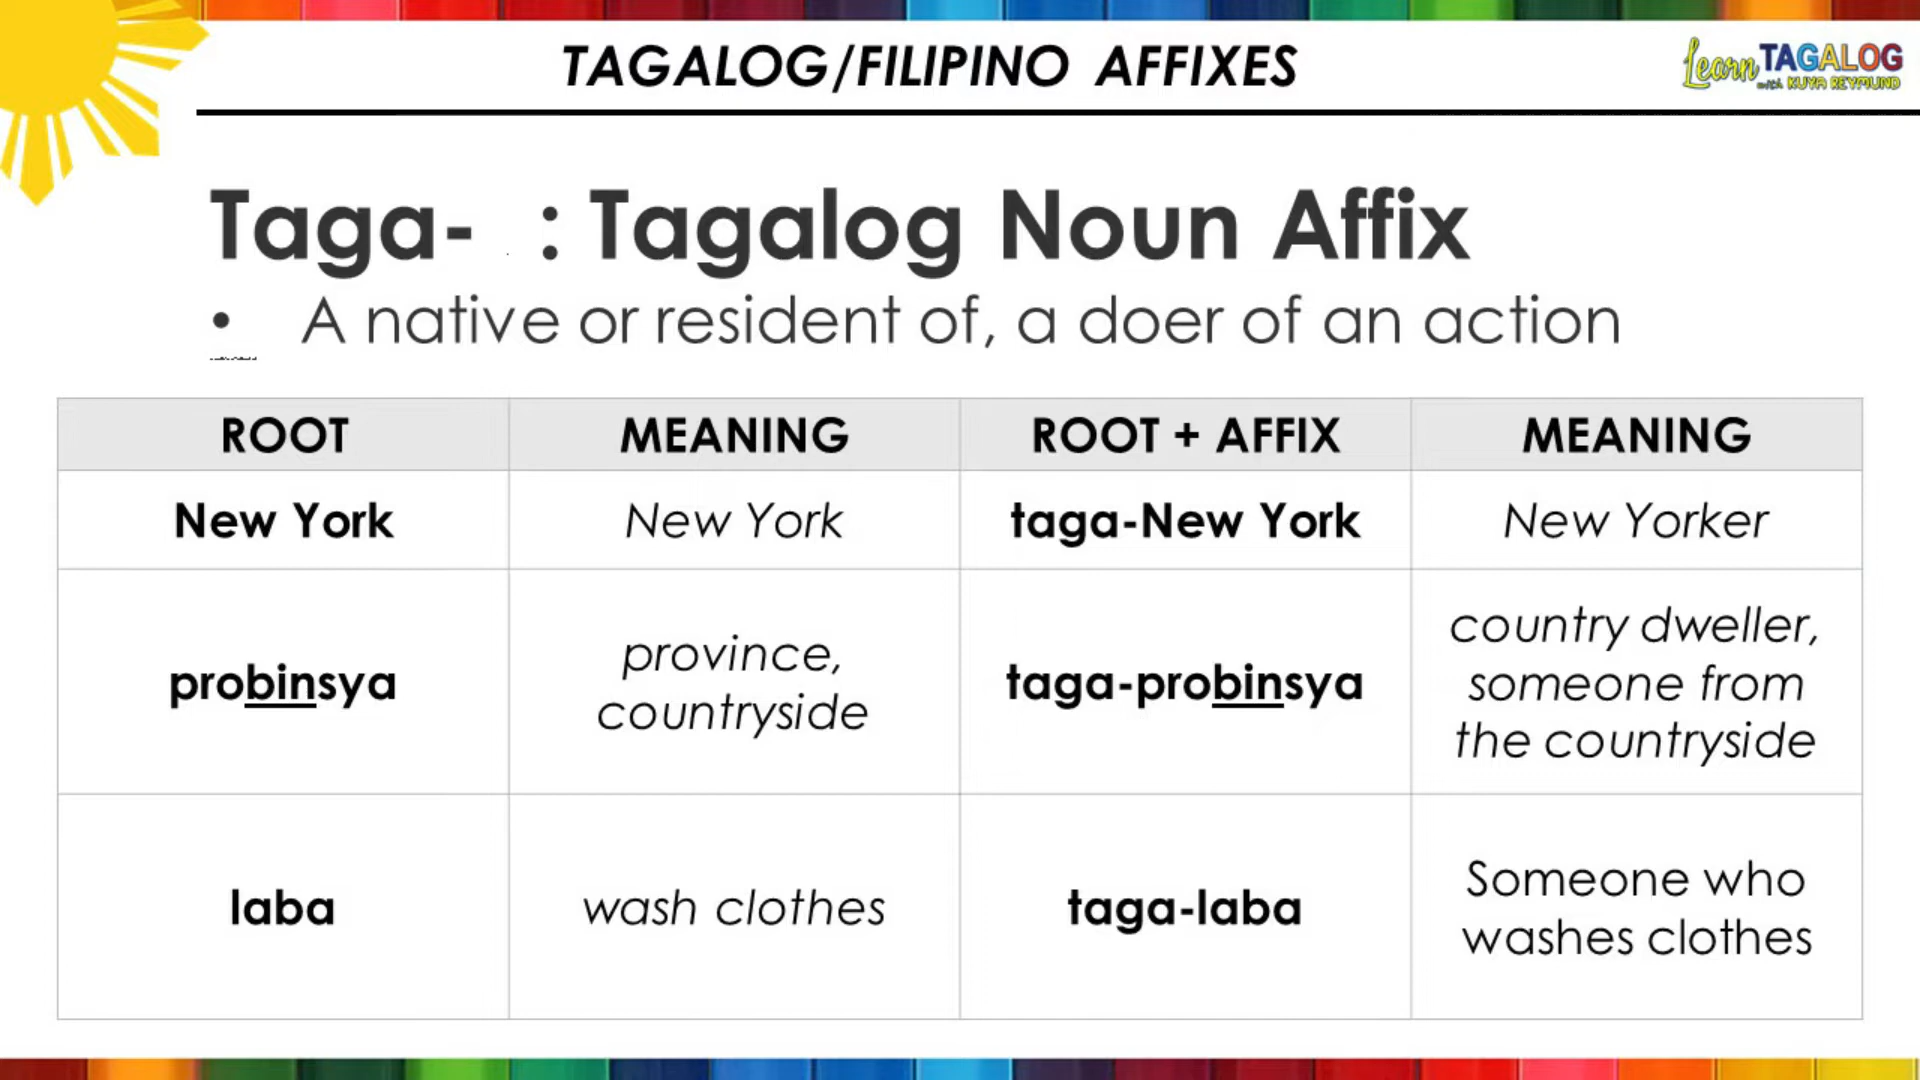 TAGALOG/FILIPINO AFFIXES
Learn TAGALOG
with KUYA REYMUND
Taga- : Tagalog Noun Affix
• A native or resident of, a doer of an action
ROOT MEANING ROOT + AFFIX MEANING
New York New York taga-New York New Yorker
probinsya province, countryside taga-probinsya country dweller, someone from the countryside
laba wash clothes taga-laba Someone who washes clothes